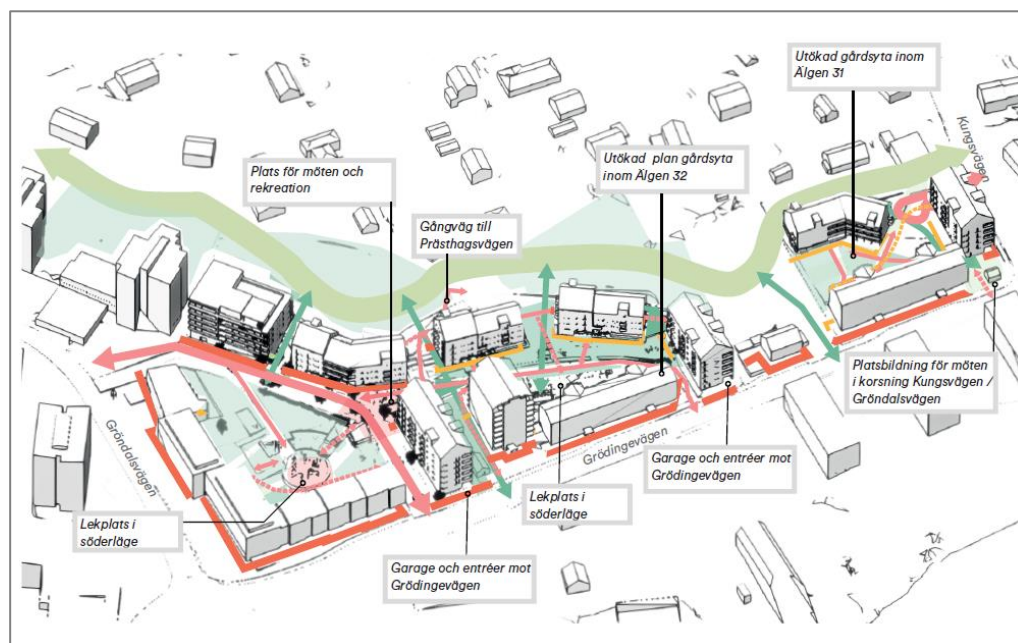 Utökad gårdsyta inom
Älgen 31
Kungsvägen
Plats för möten och
rekreation
Utökad plan gårdsyta
inom Älgen 32
Gångväg till
Prästhagsvägen
Platsbildning för möten
i korsning Kungsvägen /
Gröndalsvägen
Gröndalsvägen
Grödingevägen
Garage och entréer mot
Grödingevägen
Lekplats i
söderläge
Lekplats i
söderläge
Garage och entréer mot
Grödingevägen